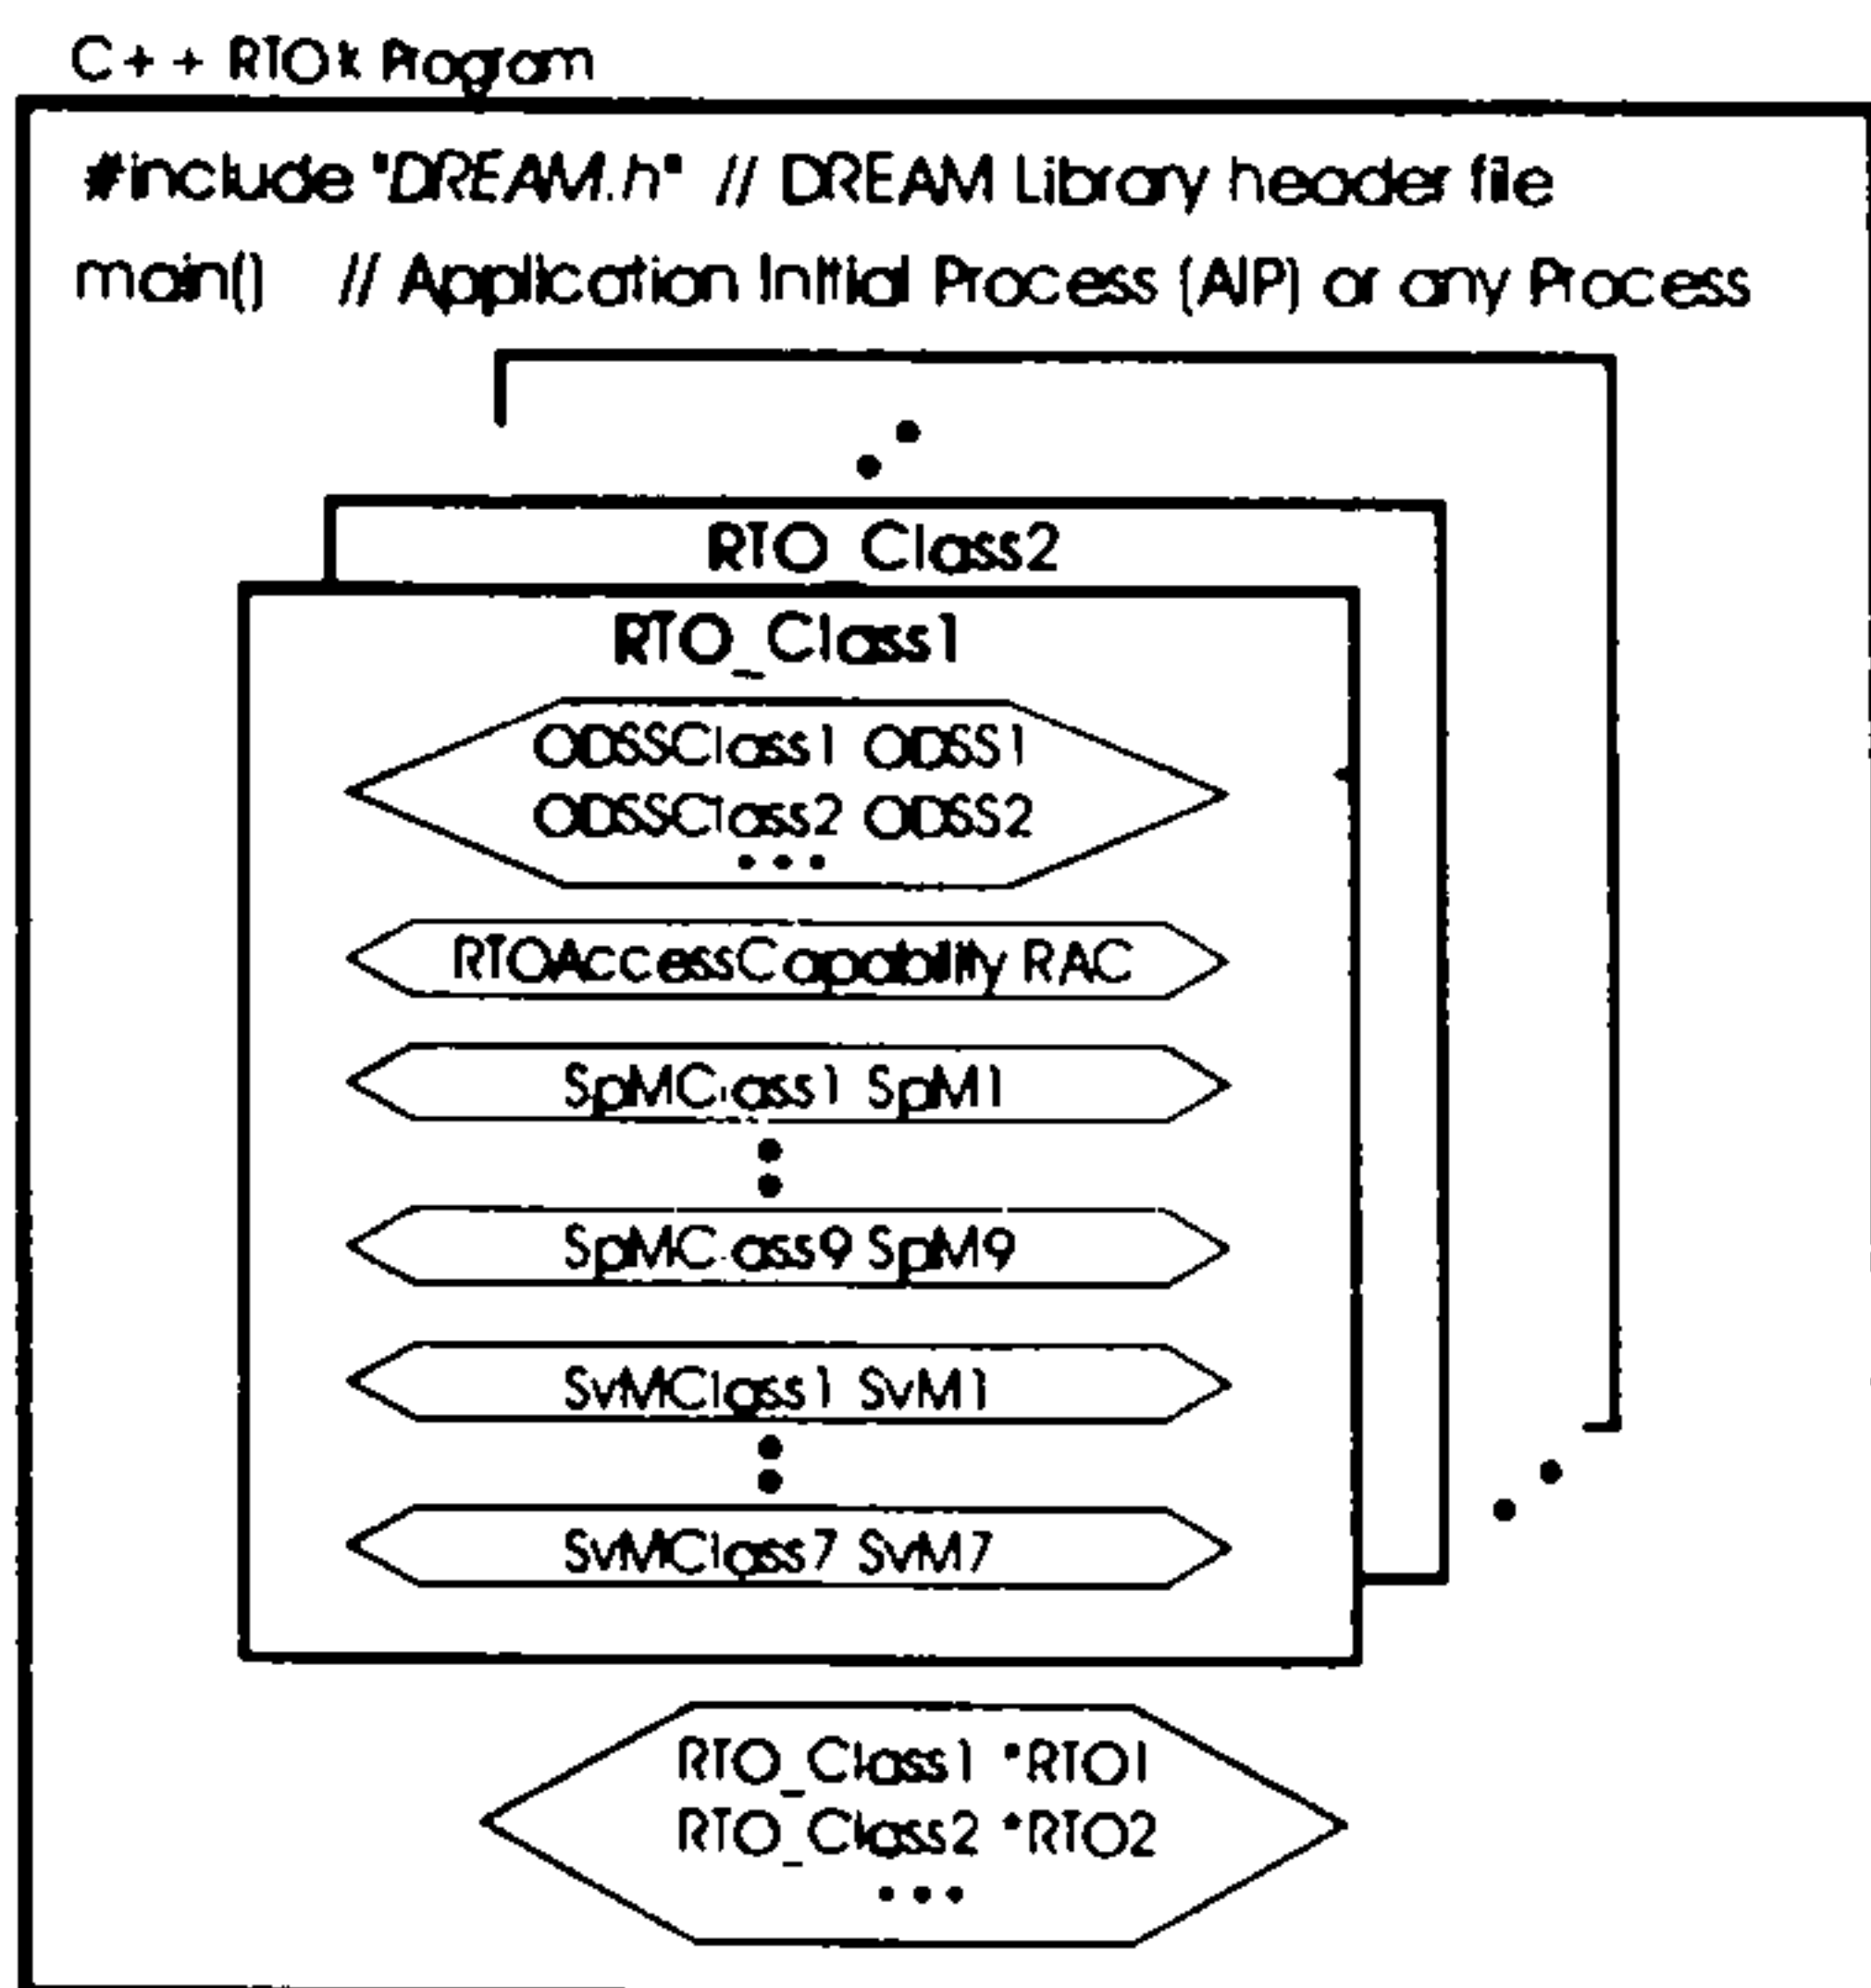 C++ RTO.k Program
#include "DREAM.h" // DREAM Library header file
main() // Application Initial Process (AIP) or any Process
RTO Class2
RTO_Class1
ODSSClass1 ODSS1
ODSSClass2 ODSS2
•••
RTOAccessCapability RAC
SpMClass1 SpM1
SpMClass9 SpM9
SvMClass1 SvM1
SvMClass7 SvM7
RTO_Class1 *RTO1
RTO_Class2 *RTO2
•••